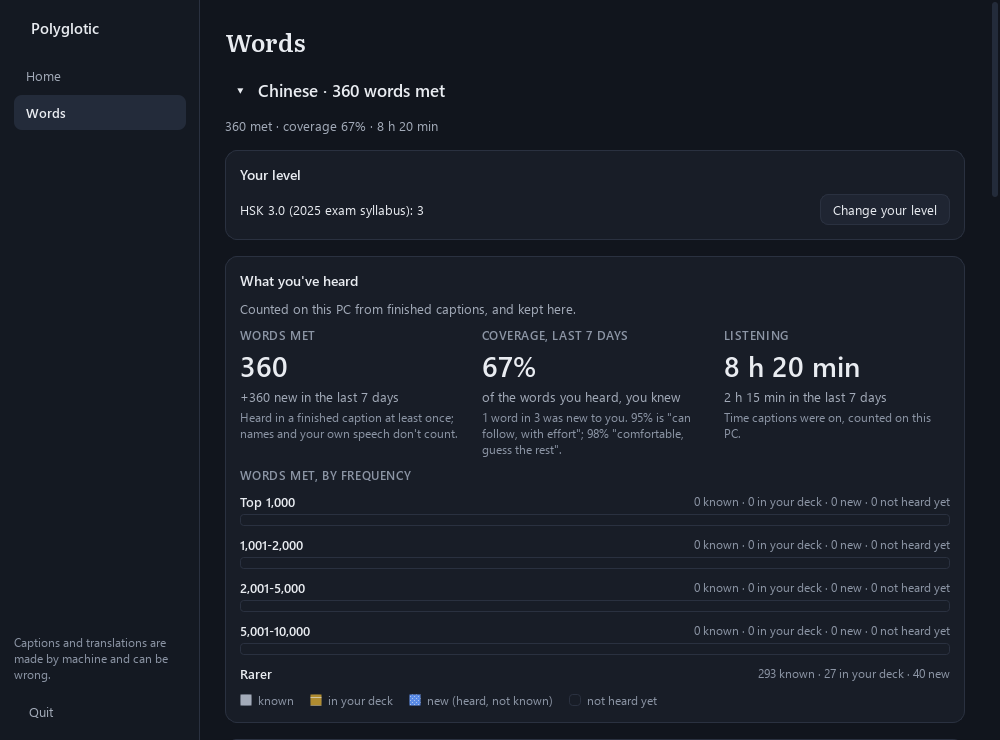 Polyglotic
Home
Words
Captions and translations are
made by machine and can be
wrong.
Quit
Words
▾ Chinese · 360 words met
360 met · coverage 67% · 8 h 20 min
Your level
HSK 3.0 (2025 exam syllabus): 3
Change your level
What you've heard
Counted on this PC from finished captions, and kept here.
WORDS MET
360
+360 new in the last 7 days
Heard in a finished caption at least once;
names and your own speech don't count.
COVERAGE, LAST 7 DAYS
67%
of the words you heard, you knew
1 word in 3 was new to you. 95% is "can
follow, with effort"; 98% "comfortable,
guess the rest".
LISTENING
8 h 20 min
2 h 15 min in the last 7 days
Time captions were on, counted on this
PC.
WORDS MET, BY FREQUENCY
Top 1,000 0 known · 0 in your deck · 0 new · 0 not heard yet
1,001-2,000 0 known · 0 in your deck · 0 new · 0 not heard yet
2,001-5,000 0 known · 0 in your deck · 0 new · 0 not heard yet
5,001-10,000 0 known · 0 in your deck · 0 new · 0 not heard yet
Rarer 293 known · 27 in your deck · 40 new
known in your deck new (heard, not known) not heard yet